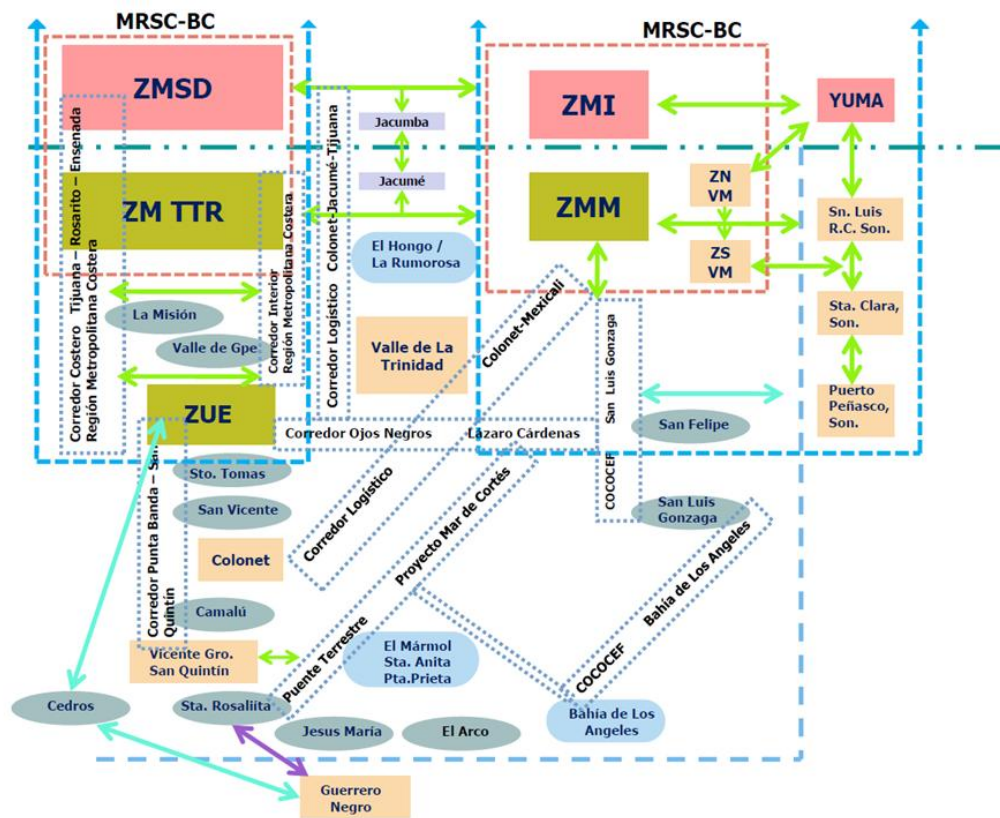 MRSC-BC
MRSC-BC
ZMSD
ZMI
YUMA
Jacumba
Jacumé
ZM TTR
ZMM
ZN
VM
ZS
VM
Sn. Luis
R.C. Son.
El Hongo /
La Rumorosa
Sta. Clara,
Son.
La Misión
Valle de Gpe
Valle de La
Trinidad
Puerto
Peñasco,
Son.
Corredor Costero Tijuana – Rosarito – Ensenada
Región Metropolitana Costera
Corredor Interior
Región Metropolitana Costera
Corredor Logístico Colonet-Jacumé-Tijuana
ZUE
Corredor Ojos Negros Lázaro Cárdenas
San Felipe
COCOCEF San Luis Gonzaga
Corredor Logístico Colonet-Mexicali
Sto. Tomas
San Vicente
San Luis
Gonzaga
Colonet
Corredor Punta Banda – San
Quintín
Camalú
Puente Terrestre Proyecto Mar de Cortés
COCOCEF Bahía de Los Angeles
Vicente Gro.
San Quintín
El Mármol
Sta. Anita
Pta.Prieta
Cedros
Sta. Rosaliíta
Jesus María
El Arco
Bahía de Los
Angeles
Guerrero
Negro